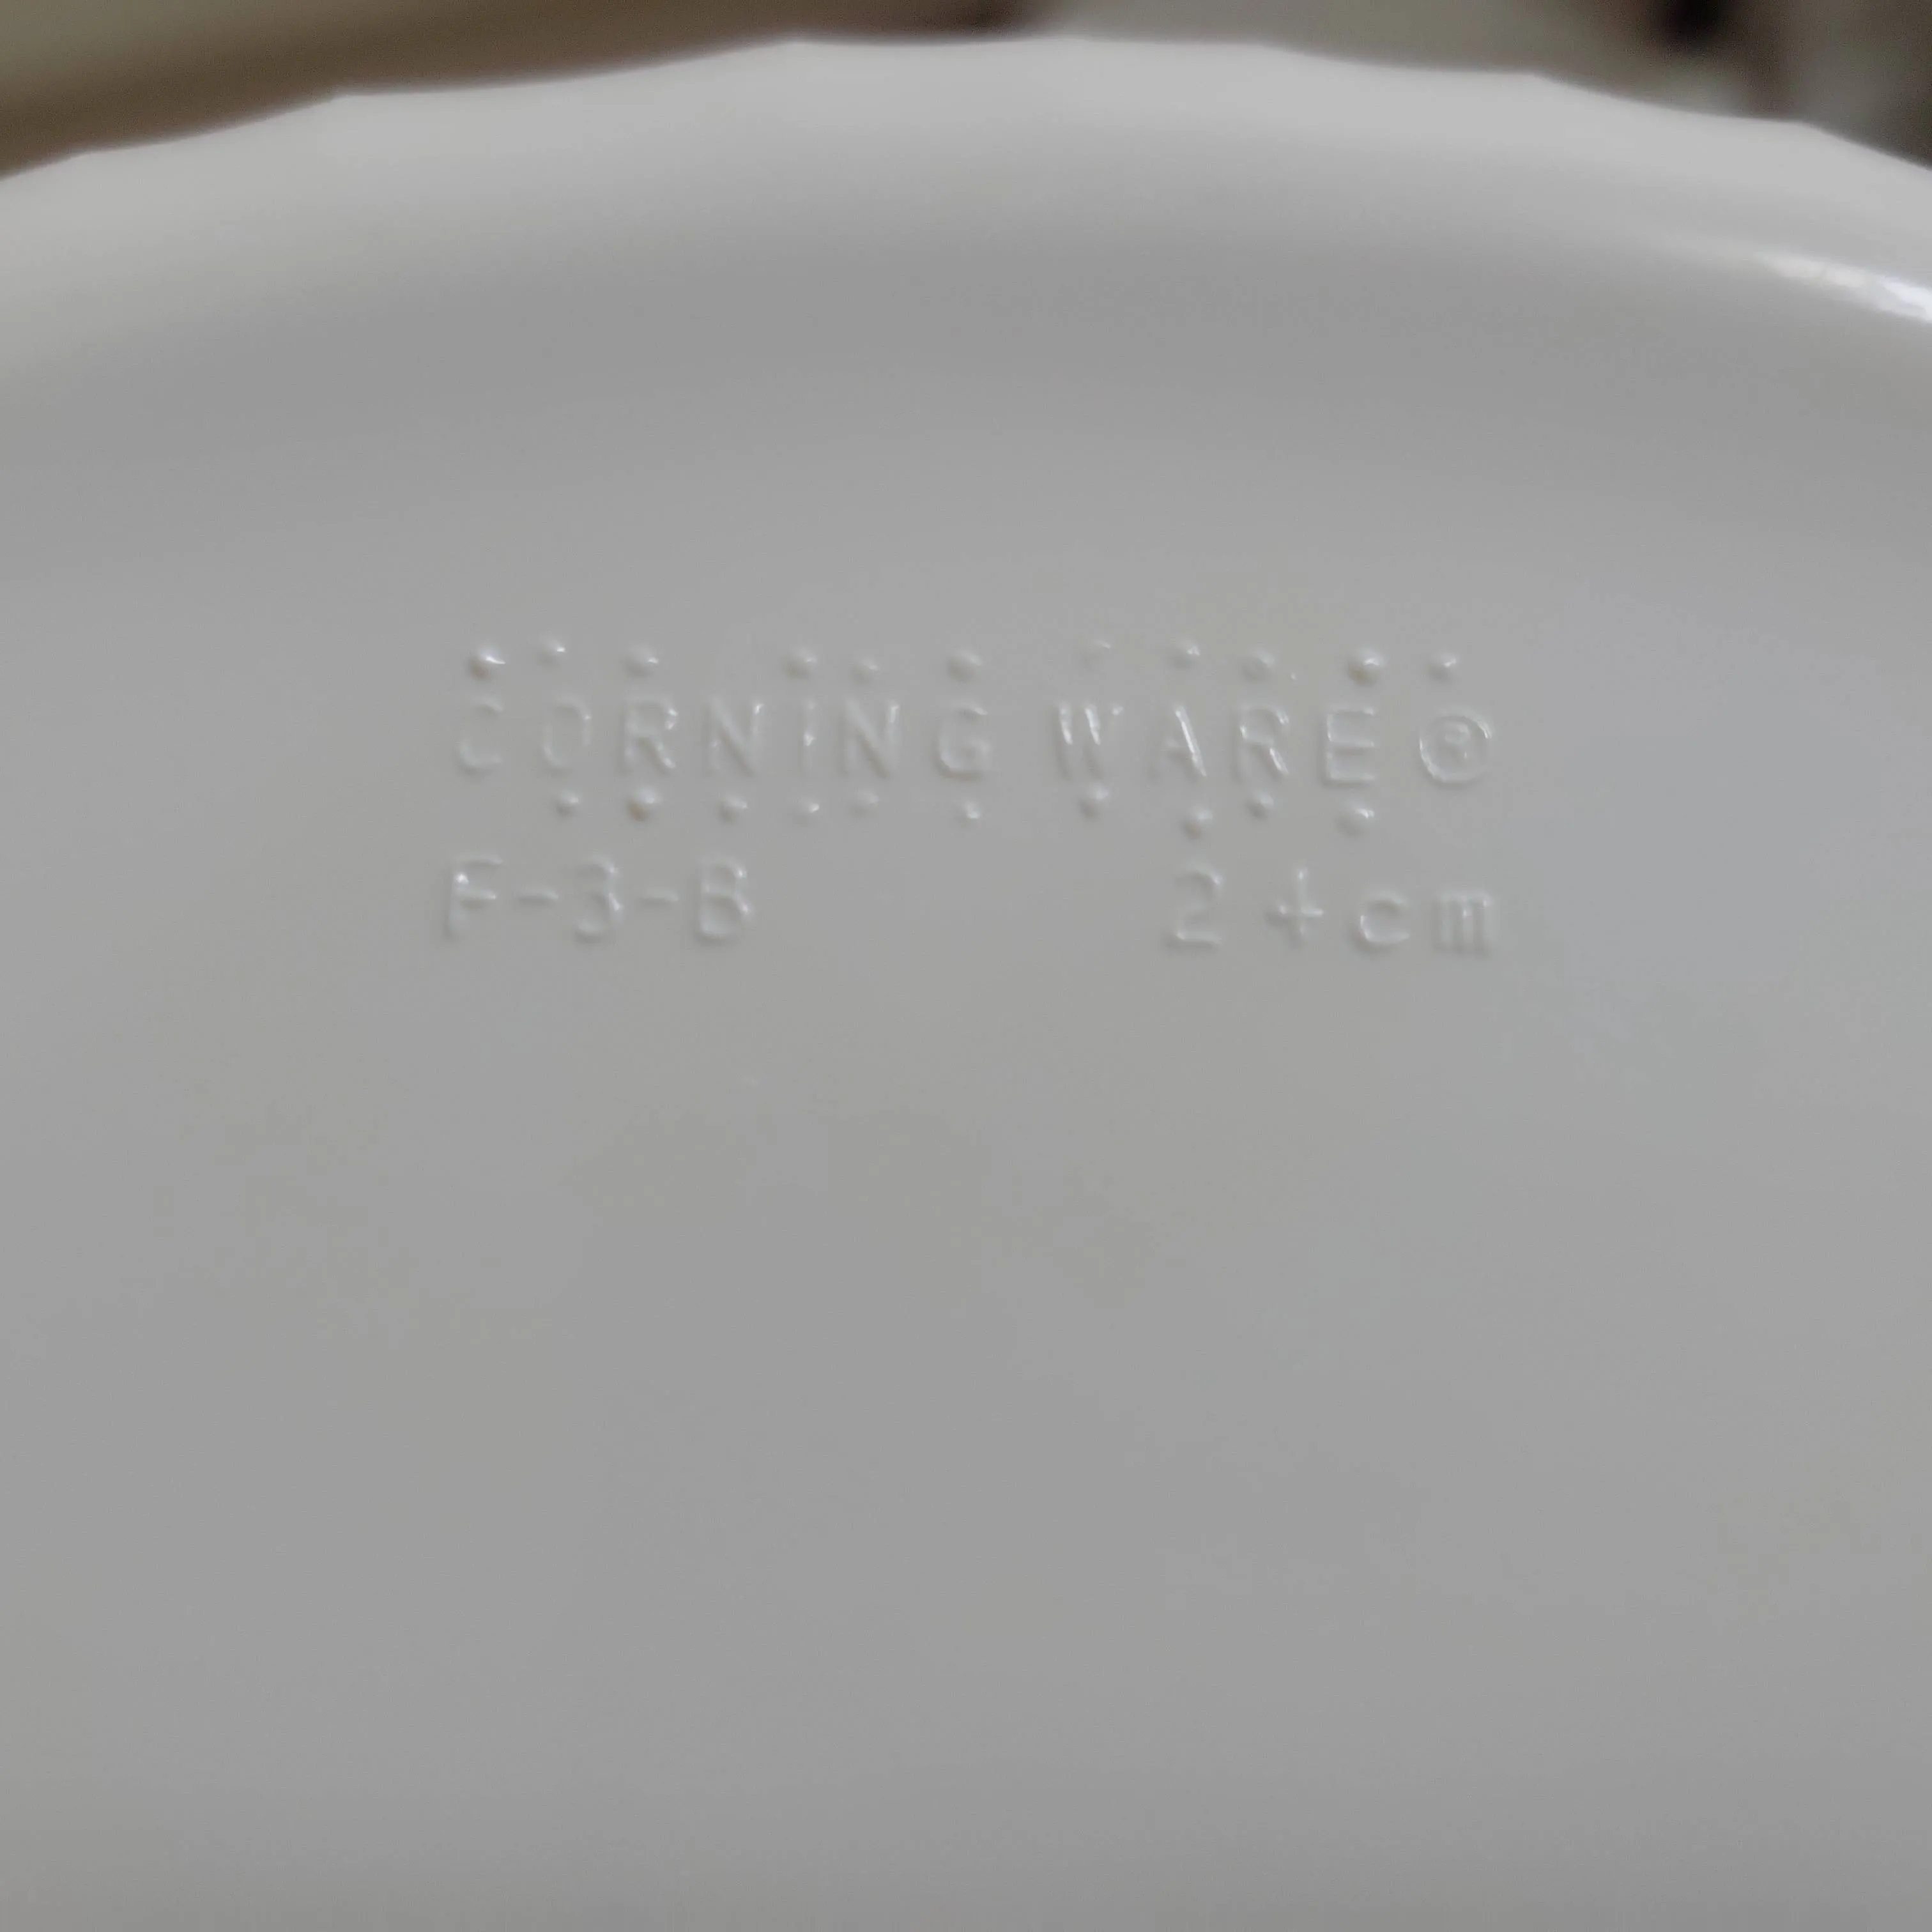 CORNING WARE®
F-3-B 24cm